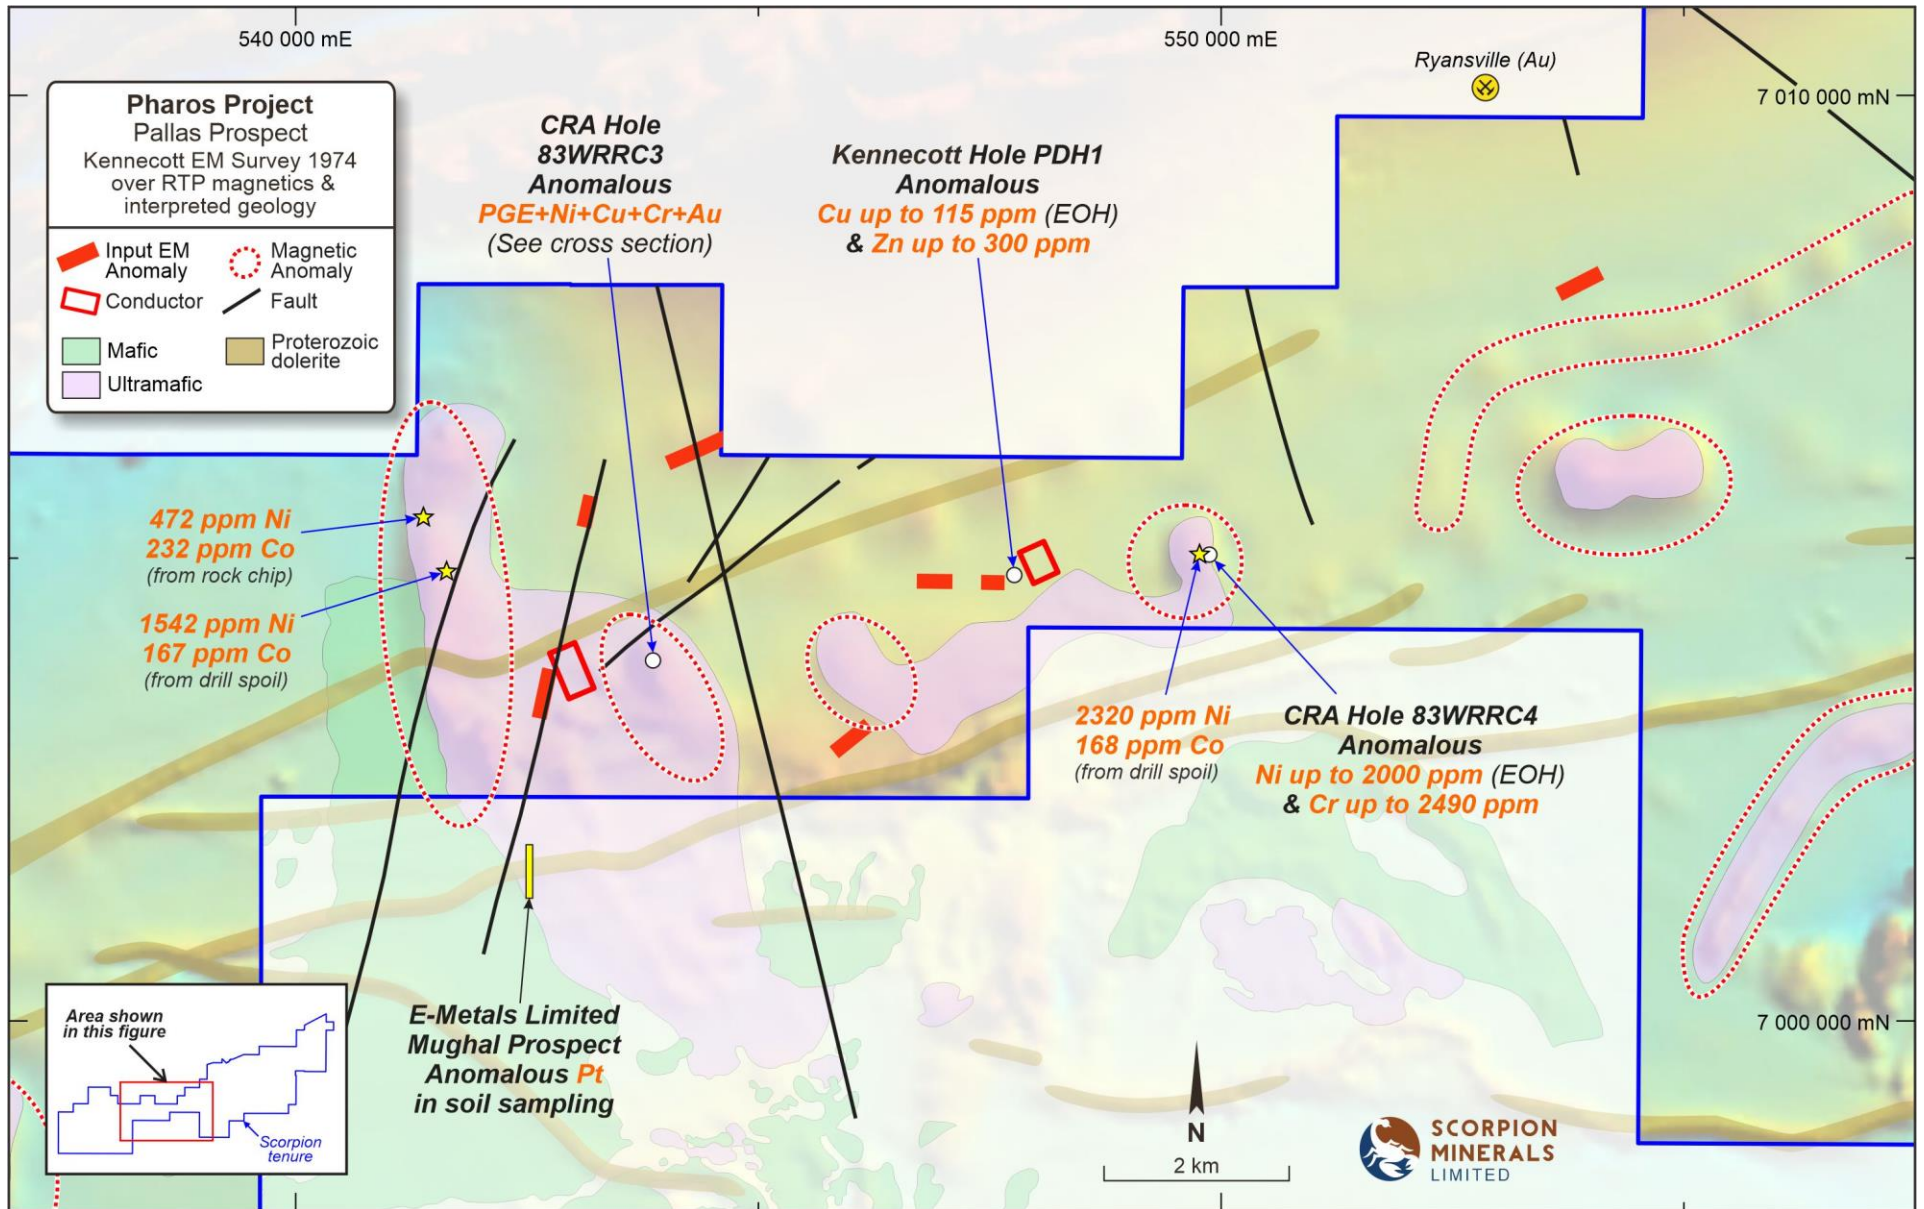 540 000 mE
550 000 mE
Ryansville (Au)
7 010 000 mN
Pharos Project
Pallas Prospect
Kennecott EM Survey 1974
over RTP magnetics &
interpreted geology
Input EM
Anomaly
Magnetic
Anomaly
Conductor
Fault
Mafic
Proterozoic
dolerite
Ultramafic
CRA Hole
83WRRC3
Anomalous
PGE+Ni+Cu+Cr+Au
(See cross section)
Kennecott Hole PDH1
Anomalous
Cu up to 115 ppm (EOH)
& Zn up to 300 ppm
472 ppm Ni
232 ppm Co
(from rock chip)
1542 ppm Ni
167 ppm Co
(from drill spoil)
2320 ppm Ni
168 ppm Co
(from drill spoil)
CRA Hole 83WRRC4
Anomalous
Ni up to 2000 ppm (EOH)
& Cr up to 2490 ppm
E-Metals Limited
Mughal Prospect
Anomalous Pt
in soil sampling
7 000 000 mN
Area shown
in this figure
Scorpion
tenure
N
2 km
SCORPION
MINERALS
LIMITED